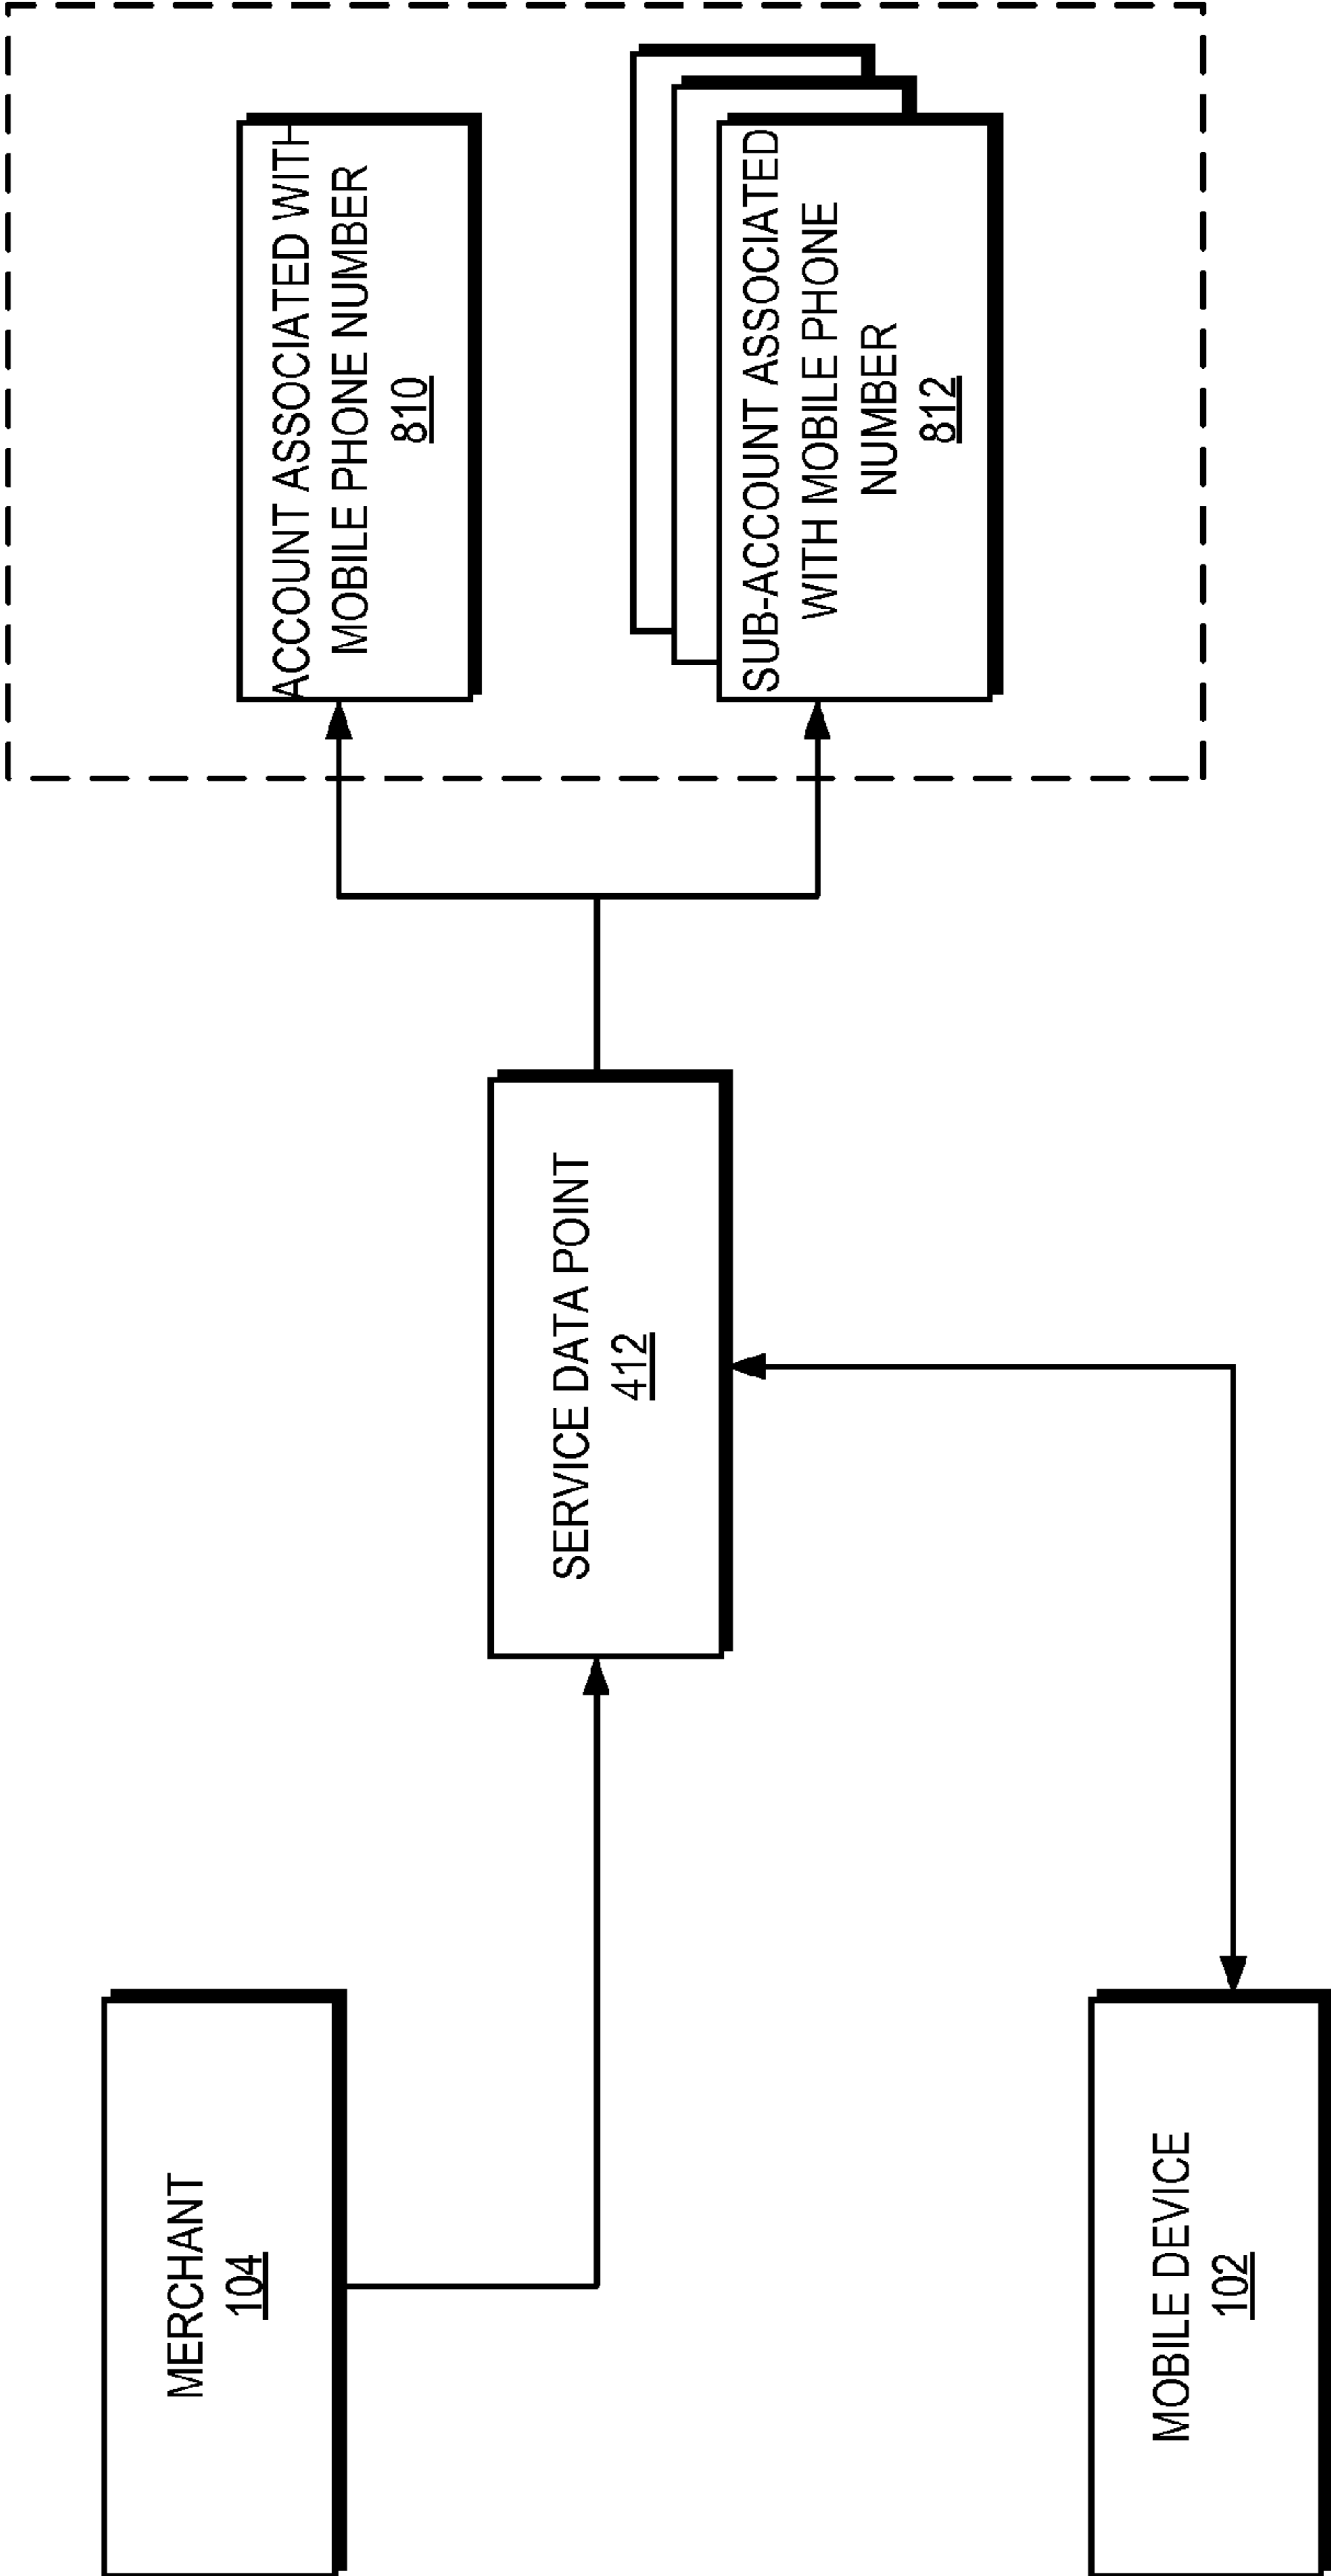 MERCHANT
104
MOBILE DEVICE
102
SERVICE DATA POINT
412
ACCOUNT ASSOCIATED WITH
MOBILE PHONE NUMBER
810
SUB-ACCOUNT ASSOCIATED
WITH MOBILE PHONE
NUMBER
812